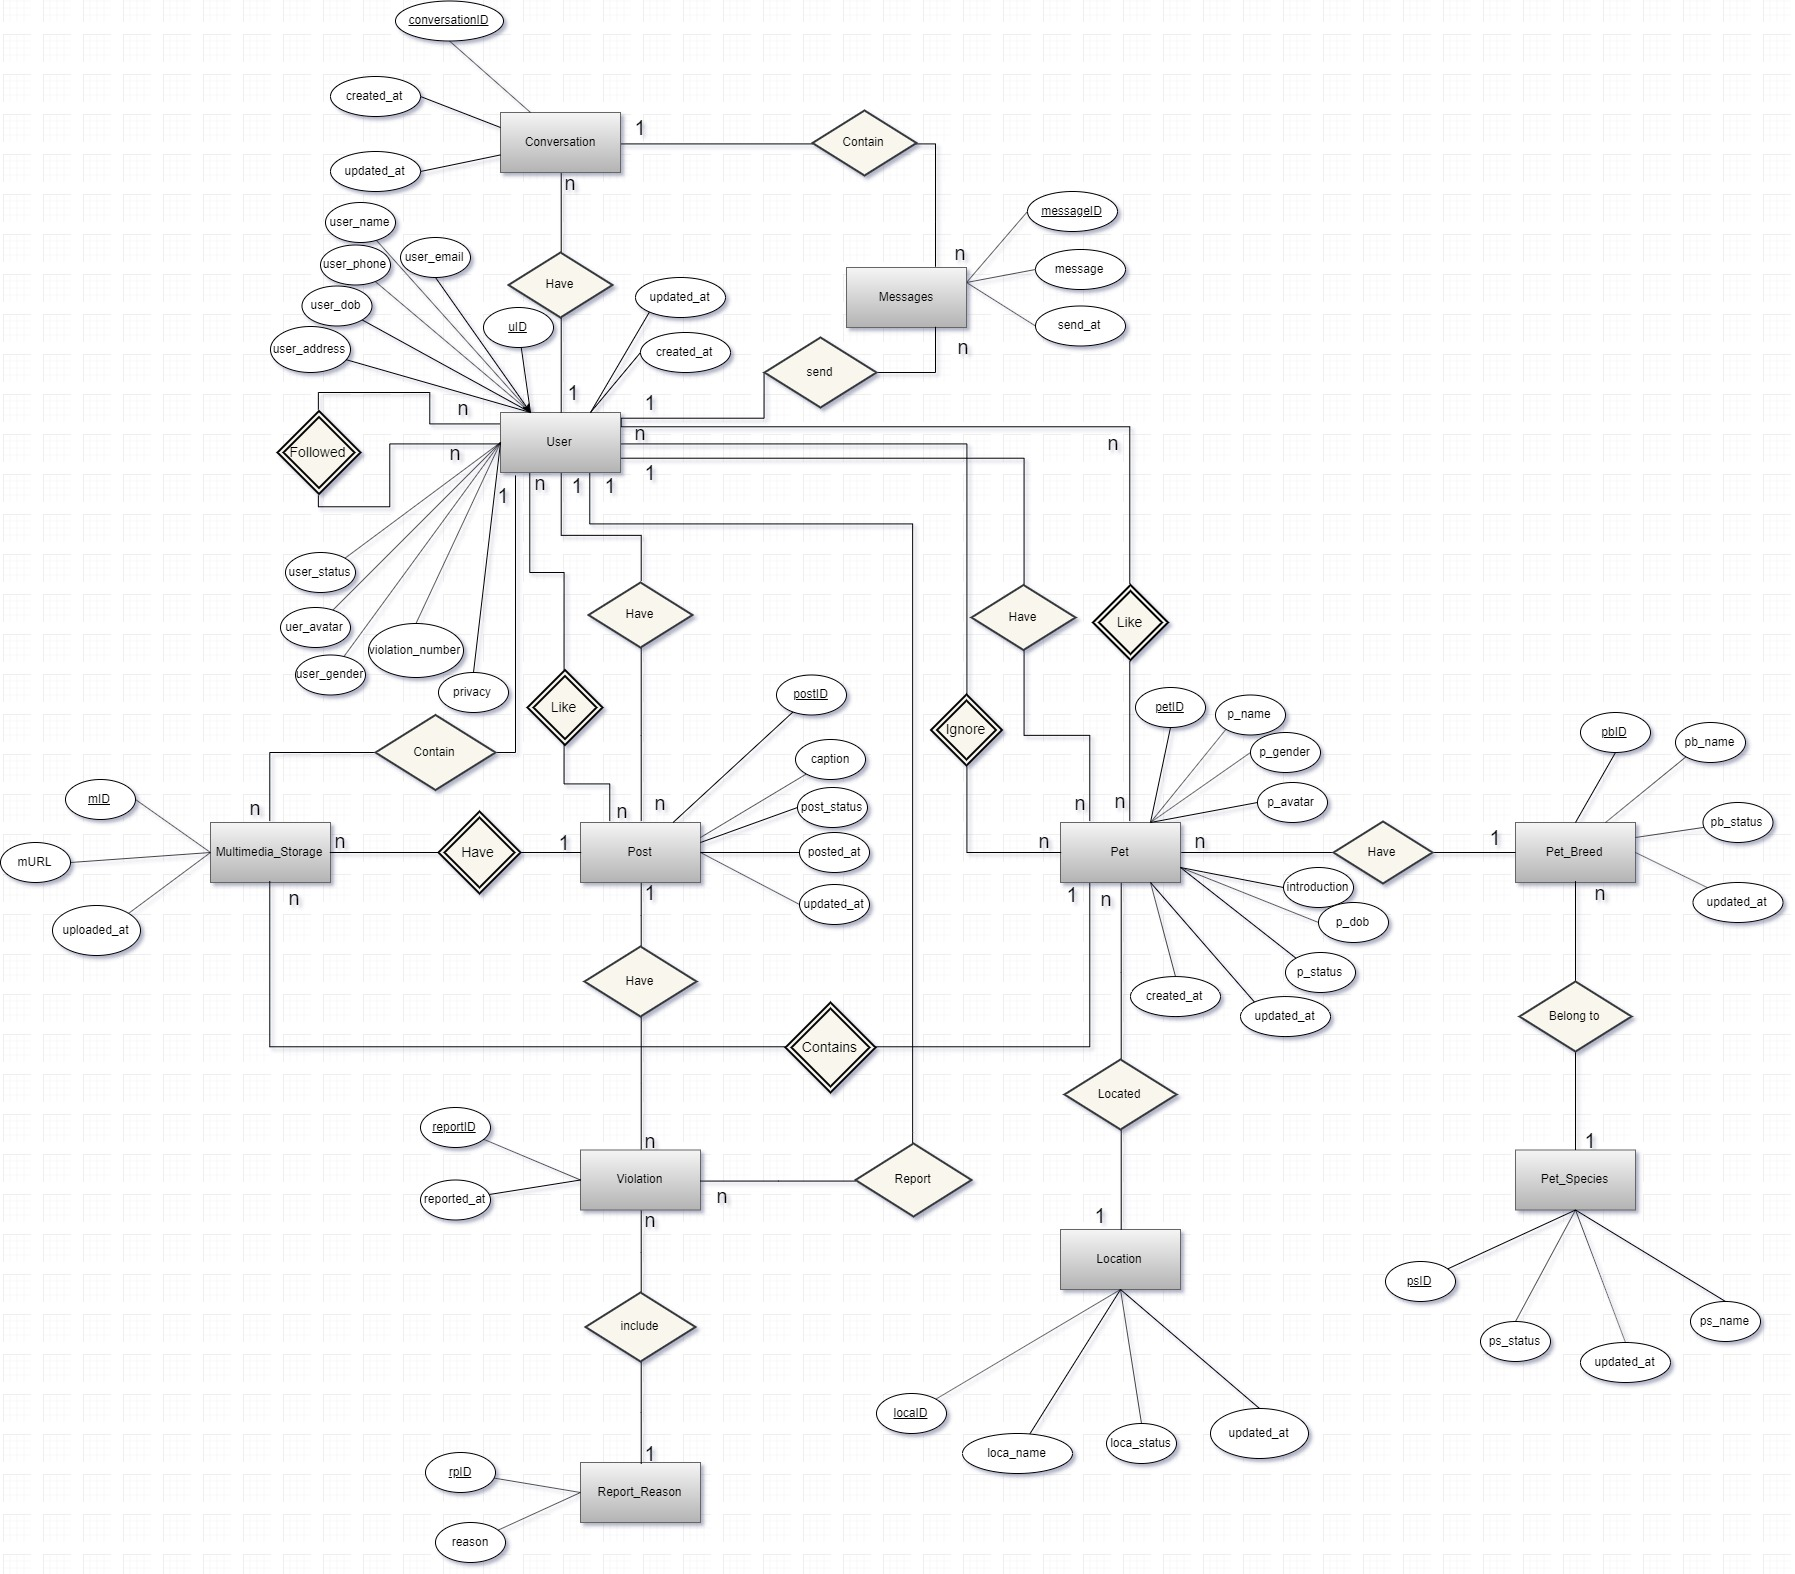 conversationID
created_at
Conversation
1
Contain
updated_at
n
user_name
messageID
user_phone
user_email
n
message
Have
Messages
user_dob
uID
updated_at
send_at
user_address
created_at
n
send
1
1
n
User
n
n
Followed
n
1
1
n
1
1
user_status
uer_avatar
violation_number
user_gender
privacy
Have
Have
Like
Like
Ignore
postID
petID
p_name
pbID
pb_name
Contain
caption
p_gender
mID
n
post_status
n
n
n
n
p_avatar
pb_status
Multimedia_Storage
n
Have
1
Post
posted_at
n
Pet
n
Have
1
Pet_Breed
mURL
n
1
updated_at
1
n
introduction
n
updated_at
uploaded_at
p_dob
Have
p_status
created_at
updated_at
Belong to
Contains
Located
reportID
n
1
Violation
Report
Pet_Species
reported_at
n
n
1
Location
psID
ps_name
include
ps_status
updated_at
locaID
loca_name
loca_status
updated_at
1
rpID
Report_Reason
reason